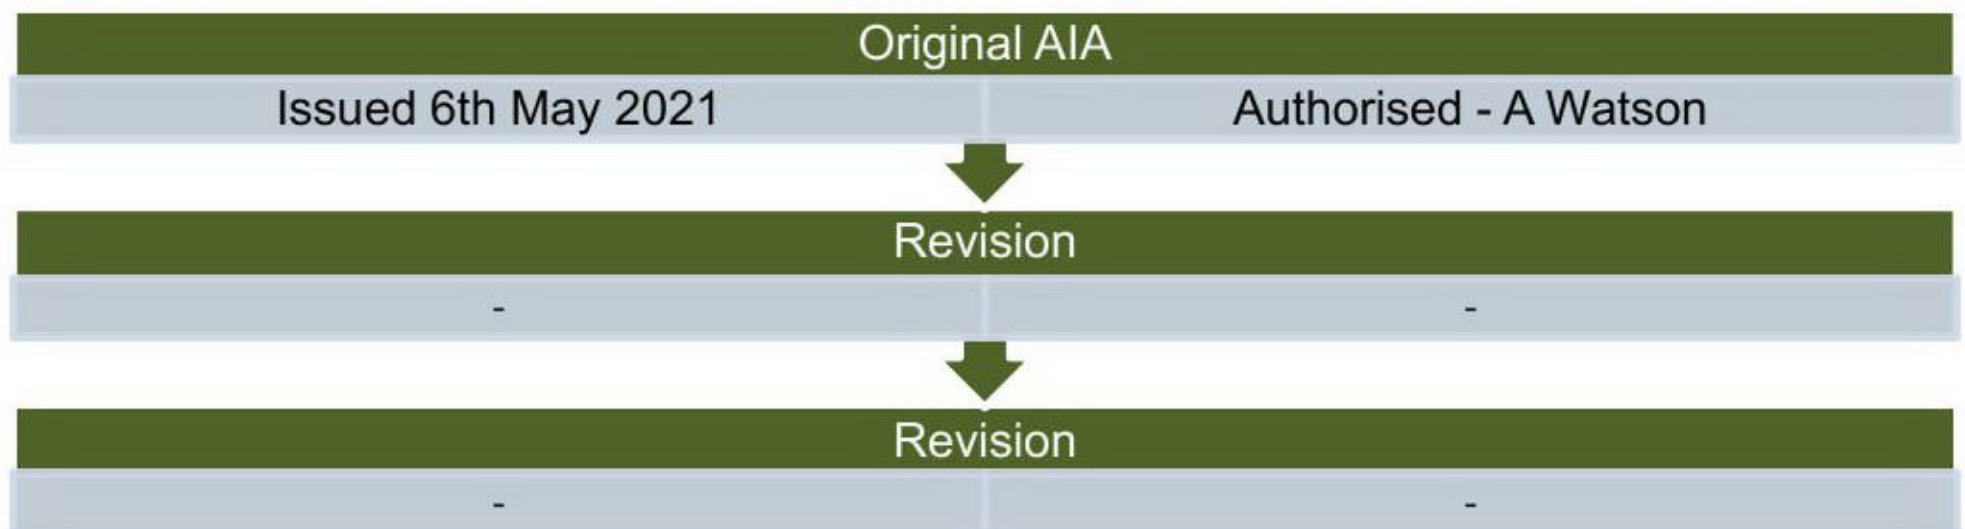 Original AIA
Issued 6th May 2021 Authorised - A Watson
Revision
- -
Revision
- -